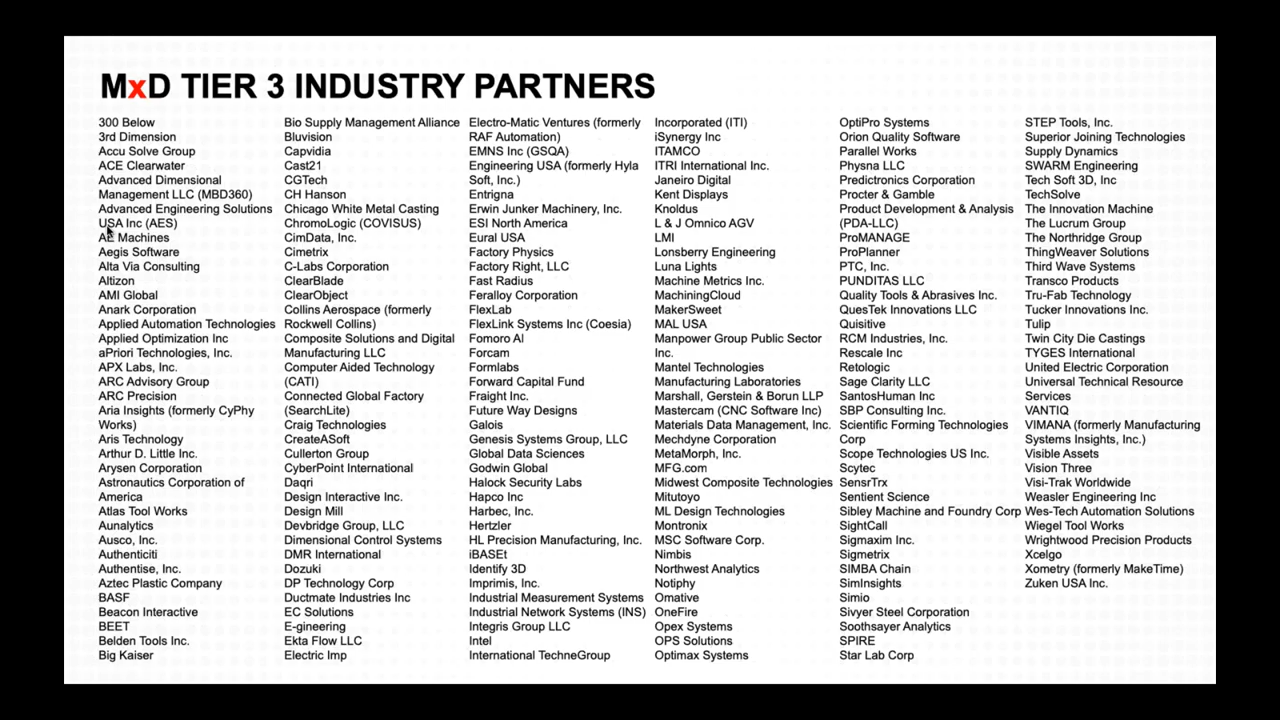 MxD TIER 3 INDUSTRY PARTNERS
300 Below
3rd Dimension
Accu Solve Group
ACE Clearwater
Advanced Dimensional
Management LLC (MBD360)
Advanced Engineering Solutions
USA Inc (AES)
AE Machines
Aegis Software
Alta Via Consulting
Altizon
AMI Global
Anark Corporation
Applied Automation Technologies
Applied Optimization Inc
aPriori Technologies, Inc.
APX Labs, Inc.
ARC Advisory Group
ARC Precision
Aria Insights (formerly CyPhy
Works)
Aris Technology
Arthur D. Little Inc.
Arysen Corporation
Astronautics Corporation of
America
Atlas Tool Works
Aunalytics
Ausco, Inc.
Authenticiti
Authentise, Inc.
Aztec Plastic Company
BASF
Beacon Interactive
BEET
Belden Tools Inc.
Big Kaiser
Bio Supply Management Alliance
Bluvision
Capvidia
Cast21
CGTech
CH Hanson
Chicago White Metal Casting
ChromoLogic (COVISUS)
CimData, Inc.
Cimetrix
C-Labs Corporation
ClearBlade
ClearObject
Collins Aerospace (formerly
Rockwell Collins)
Composite Solutions and Digital
Manufacturing LLC
Computer Aided Technology
(CATI)
Connected Global Factory
(SearchLite)
Craig Technologies
CreateASoft
Cullerton Group
CyberPoint International
Daqri
Design Interactive Inc.
Design Mill
Devbridge Group, LLC
Dimensional Control Systems
DMR International
Dozuki
DP Technology Corp
Ductmate Industries Inc
EC Solutions
E-gineering
Ekta Flow LLC
Electric Imp
Electro-Matic Ventures (formerly
RAF Automation)
EMNS Inc (GSQA)
Engineering USA (formerly Hyla
Soft, Inc.)
Entrigna
Erwin Junker Machinery, Inc.
ESI North America
Eural USA
Factory Physics
Factory Right, LLC
Fast Radius
Feralloy Corporation
FlexLab
FlexLink Systems Inc (Coesia)
Fomoro AI
Forcam
Formlabs
Forward Capital Fund
Fraight Inc.
Future Way Designs
Galois
Genesis Systems Group, LLC
Global Data Sciences
Godwin Global
Halock Security Labs
Hapco Inc
Harbec, Inc.
Hertzler
HL Precision Manufacturing, Inc.
iBASEt
Identify 3D
Imprimis, Inc.
Industrial Measurement Systems
Industrial Network Systems (INS)
Integris Group LLC
Intel
International TechneGroup
Incorporated (ITI)
iSynergy Inc
ITAMCO
ITRI International Inc.
Janeiro Digital
Kent Displays
Knoldus
L & J Omnico AGV
LMI
Lonsberry Engineering
Luna Lights
Machine Metrics Inc.
MachiningCloud
MakerSweet
MAL USA
Manpower Group Public Sector
Inc.
Mantel Technologies
Manufacturing Laboratories
Marshall, Gerstein & Borun LLP
Mastercam (CNC Software Inc)
Materials Data Management, Inc.
Mechdyne Corporation
MetaMorph, Inc.
MFG.com
Midwest Composite Technologies
Mitutoyo
ML Design Technologies
Montronix
MSC Software Corp.
Nimbis
Northwest Analytics
Notiphy
Omative
OneFire
Opex Systems
OPS Solutions
Optimax Systems
OptiPro Systems
Orion Quality Software
Parallel Works
Physna LLC
Predictronics Corporation
Procter & Gamble
Product Development & Analysis
(PDA-LLC)
ProMANAGE
ProPlanner
PTC, Inc.
PUNDITAS LLC
Quality Tools & Abrasives Inc.
QuesTek Innovations LLC
Quisitive
RCM Industries, Inc.
Rescale Inc
Retologic
Sage Clarity LLC
SantosHuman Inc
SBP Consulting Inc.
Scientific Forming Technologies
Corp
Scope Technologies US Inc.
Scytec
SensrTrx
Sentient Science
Sibley Machine and Foundry Corp
SightCall
Sigmaxim Inc.
Sigmetrix
SIMBA Chain
SimInsights
Simio
Sivyer Steel Corporation
Soothsayer Analytics
SPIRE
Star Lab Corp
STEP Tools, Inc.
Superior Joining Technologies
Supply Dynamics
SWARM Engineering
Tech Soft 3D, Inc
TechSolve
The Innovation Machine
The Lucrum Group
The Northridge Group
ThingWeaver Solutions
Third Wave Systems
Transco Products
Tru-Fab Technology
Tucker Innovations Inc.
Tulip
Twin City Die Castings
TYGES International
United Electric Corporation
Universal Technical Resource
Services
VANTIQ
VIMANA (formerly Manufacturing
Systems Insights, Inc.)
Visible Assets
Vision Three
Visi-Trak Worldwide
Weasler Engineering Inc
Wes-Tech Automation Solutions
Wiegel Tool Works
Wrightwood Precision Products
Xcelgo
Xometry (formerly MakeTime)
Zuken USA Inc.